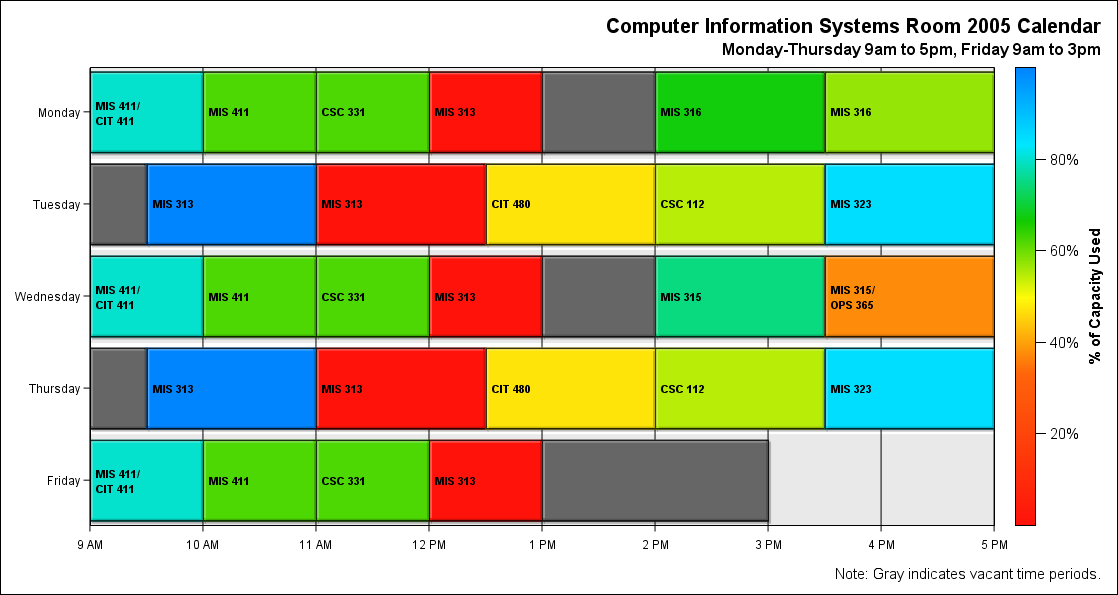 Computer Information Systems Room 2005 Calendar
Monday-Thursday 9am to 5pm, Friday 9am to 3pm
Monday
MIS 411/
CIT 411
MIS 411
CSC 331
MIS 313
MIS 316
MIS 316
Tuesday
MIS 313
MIS 313
CIT 480
CSC 112
MIS 323
Wednesday
MIS 411/
CIT 411
MIS 411
CSC 331
MIS 313
MIS 315
MIS 315/
OPS 365
Thursday
MIS 313
MIS 313
CIT 480
CSC 112
MIS 323
Friday
MIS 411/
CIT 411
MIS 411
CSC 331
MIS 313
9 AM
10 AM
11 AM
12 PM
1 PM
2 PM
3 PM
4 PM
5 PM
80%
60%
40%
20%
% of Capacity Used
Note: Gray indicates vacant time periods.